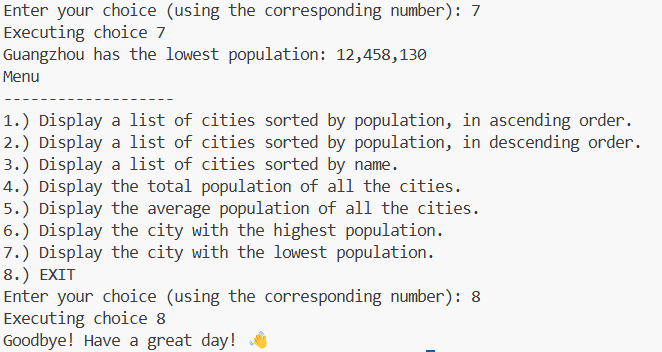 Enter your choice (using the corresponding number): 7
Executing choice 7
Guangzhou has the lowest population: 12,458,130
Menu
-------------------
1.) Display a list of cities sorted by population, in ascending order.
2.) Display a list of cities sorted by population, in descending order.
3.) Display a list of cities sorted by name.
4.) Display the total population of all the cities.
5.) Display the average population of all the cities.
6.) Display the city with the highest population.
7.) Display the city with the lowest population.
8.) EXIT
Enter your choice (using the corresponding number): 8
Executing choice 8
Goodbye! Have a great day! 👋